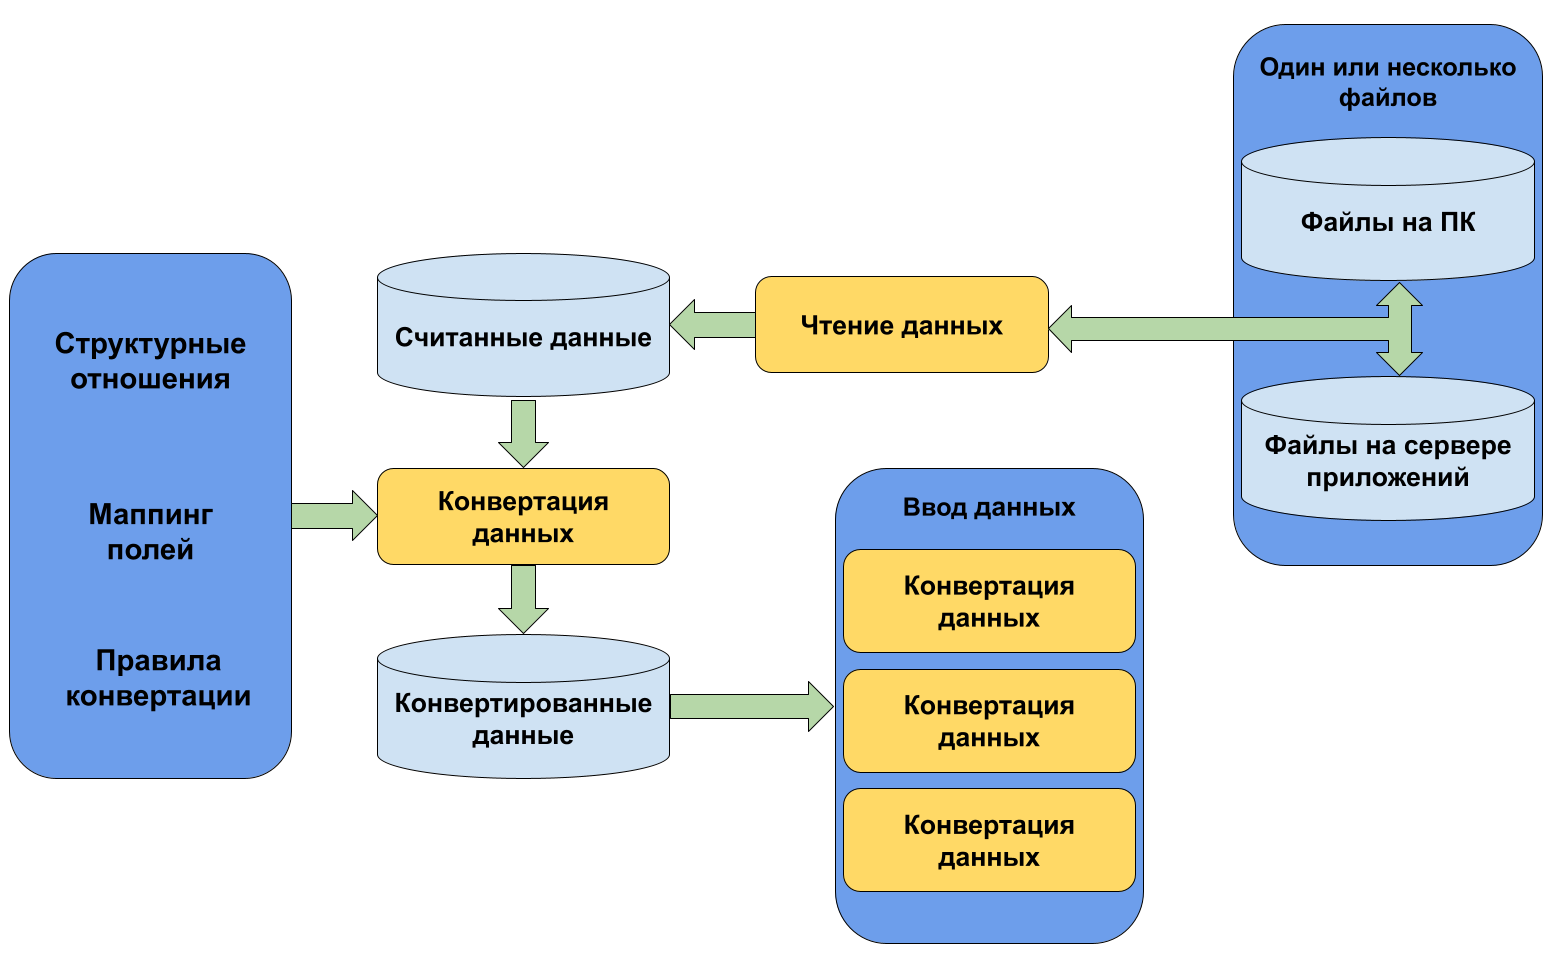 Один или несколько
файлов
Файлы на ПК
Файлы на сервере
приложений
Чтение данных
Считанные данные
Структурные
отношения
Маппинг
полей
Правила
конвертации
Конвертация
данных
Конвертированные
данные
Ввод данных
Конвертация
данных
Конвертация
данных
Конвертация
данных